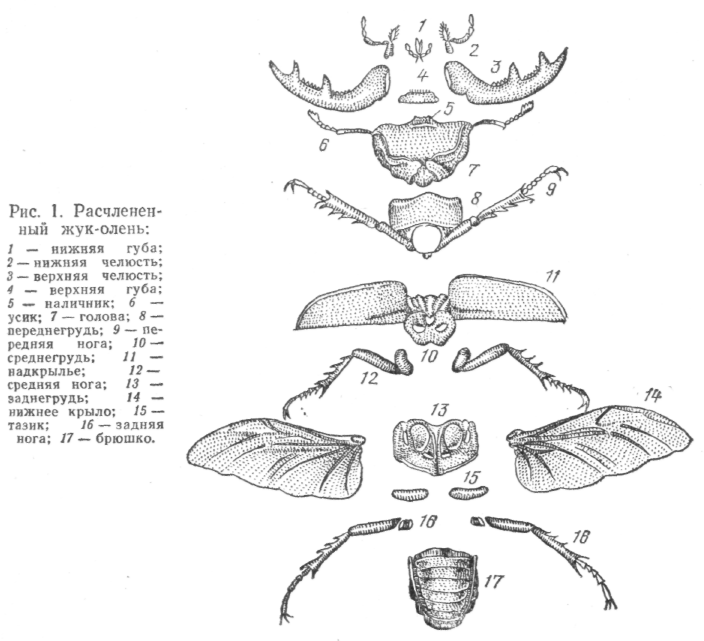 Рис. 1. Расчленен-
ный жук-олень:
1 — нижняя губа;
2 — нижняя челюсть;
3 — верхняя челюсть;
4 — верхняя губа;
5 — наличник; 6 —
усик; 7 — голова; 8 —
переднегрудь; 9 — пе-
редняя нога; 10 —
среднегрудь; 11 —
надкрылье; 12 —
средняя нога; 13 —
заднегрудь; 14 —
нижнее крыло; 15 —
тазик; 16 — задняя
нога; 17 — брюшко.
1
2
3
4
5
6
7
8
9
11
10
12
14
13
15
16
16
17